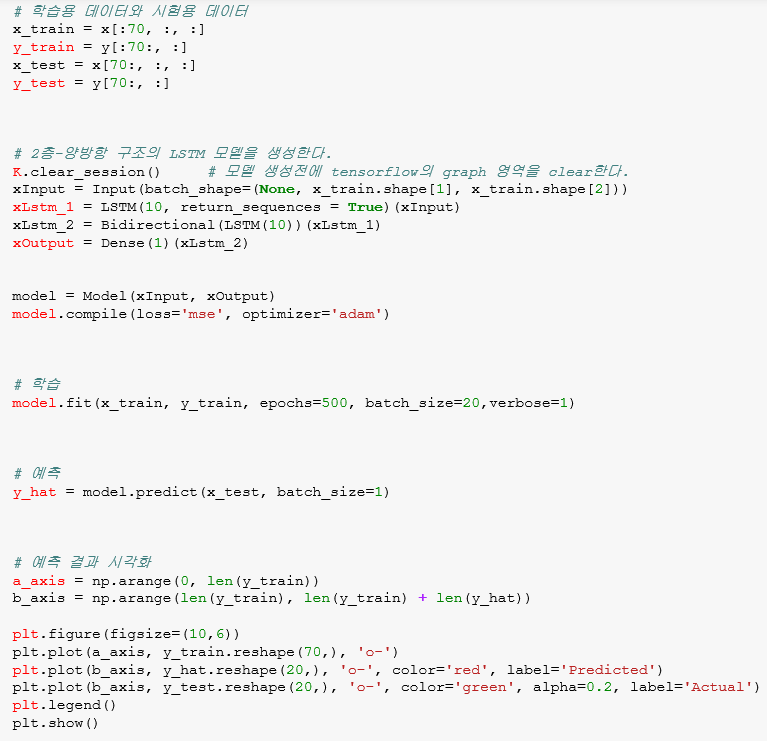 # 학습용 데이터와 시험용 데이터
x_train = x[:70, :, :]
y_train = y[:70:, :]
x_test = x[70:, :, :]
y_test = y[70:, :]
# 2층-양방항 구조의 LSTM 모델을 생성한다.
K.clear_session()     # 모델 생성전에 tensorflow의 graph 영역을 clear한다.
xInput = Input(batch_shape=(None, x_train.shape[1], x_train.shape[2]))
xLstm_1 = LSTM(10, return_sequences = True)(xInput)
xLstm_2 = Bidirectional(LSTM(10))(xLstm_1)
xOutput = Dense(1)(xLstm_2)
model = Model(xInput, xOutput)
model.compile(loss='mse', optimizer='adam')
# 학습
model.fit(x_train, y_train, epochs=500, batch_size=20,verbose=1)
# 예측
y_hat = model.predict(x_test, batch_size=1)
# 예측 결과 시각화
a_axis = np.arange(0, len(y_train))
b_axis = np.arange(len(y_train), len(y_train) + len(y_hat))
plt.figure(figsize=(10,6))
plt.plot(a_axis, y_train.reshape(70,), 'o-')
plt.plot(b_axis, y_hat.reshape(20,), 'o-', color='red', label='Predicted')
plt.plot(b_axis, y_test.reshape(20,), 'o-', color='green', alpha=0.2, label='Actual')
plt.legend()
plt.show()